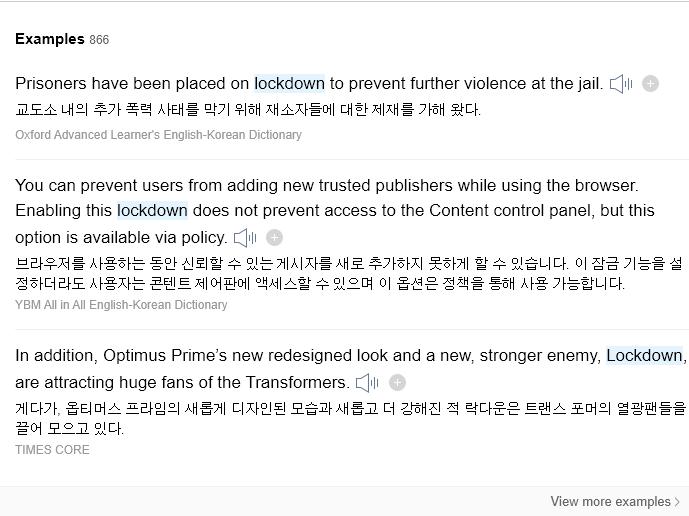 Examples 866
Prisoners have been placed on lockdown to prevent further violence at the jail.
교도소 내의 추가 폭력 사태를 막기 위해 재소자들에 대한 제재를 가해 왔다.
Oxford Advanced Learner's English-Korean Dictionary
You can prevent users from adding new trusted publishers while using the browser.
Enabling this lockdown does not prevent access to the Content control panel, but this
option is available via policy.
브라우저를 사용하는 동안 신뢰할 수 있는 게시자를 새로 추가하지 못하게 할 수 있습니다. 이 잠금 기능을 설
정하더라도 사용자는 콘텐트 제어판에 액세스할 수 있으며 이 옵션은 정책을 통해 사용 가능합니다.
YBM All in All English-Korean Dictionary
In addition, Optimus Prime’s new redesigned look and a new, stronger enemy, Lockdown,
are attracting huge fans of the Transformers.
게다가, 옵티머스 프라임의 새롭게 디자인된 모습과 새롭고 더 강해진 적 락다운은 트랜스 포머의 열광팬들을
끌어 모으고 있다.
TIMES CORE
View more examples